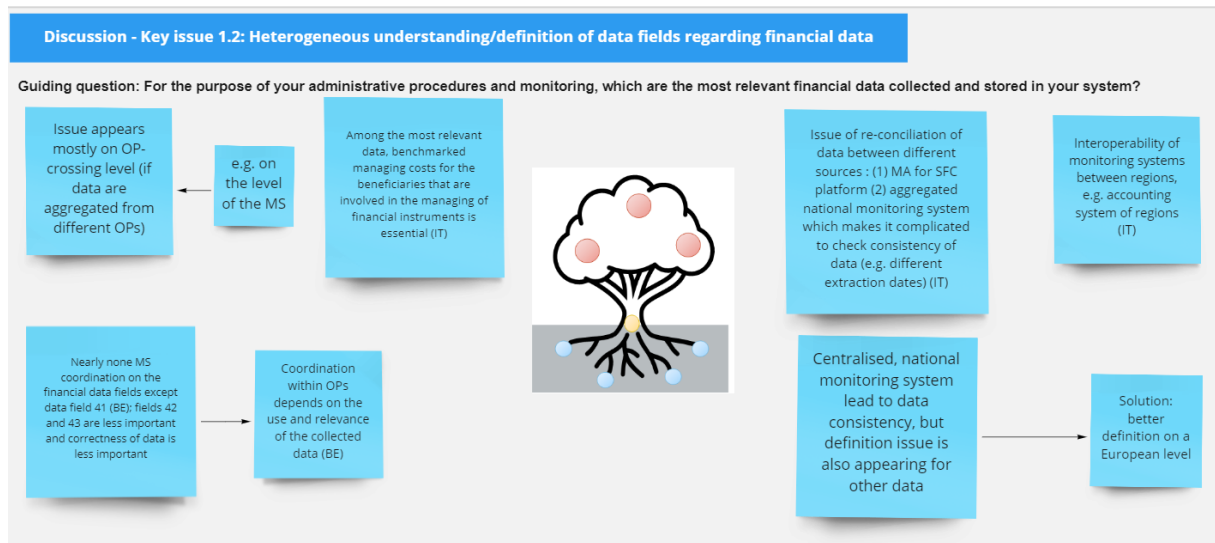 Discussion - Key issue 1.2: Heterogeneous understanding/definition of data fields regarding financial data
Guiding question: For the purpose of your administrative procedures and monitoring, which are the most relevant financial data collected and stored in your system?
Issue appears
mostly on OP-
crossing level (if
data are
aggregated from
different OPs)
e.g. on
the level
of the MS
Among the most relevant
data, benchmarked
managing costs for the
beneficiaries that are
involved in the managing of
financial instruments is
essential (IT)
Issue of re-conciliation of
data between different
sources : (1) MA for SFC
platform (2) aggregated
national monitoring system
which makes it complicated
to check consistency of
data (e.g. different
extraction dates) (IT)
Interoperability of
monitoring systems
between regions,
e.g. accounting
system of regions
(IT)
Nearly none MS
coordination on the
financial data fields except
data field 41 (BE); fields 42
and 43 are less important
and correctness of data is
less important
Coordination
within OPs
depends on the
use and relevance
of the collected
data (BE)
Centralised, national
monitoring system
lead to data
consistency, but
definition issue is
also appearing for
other data
Solution:
better
definition on a
European level